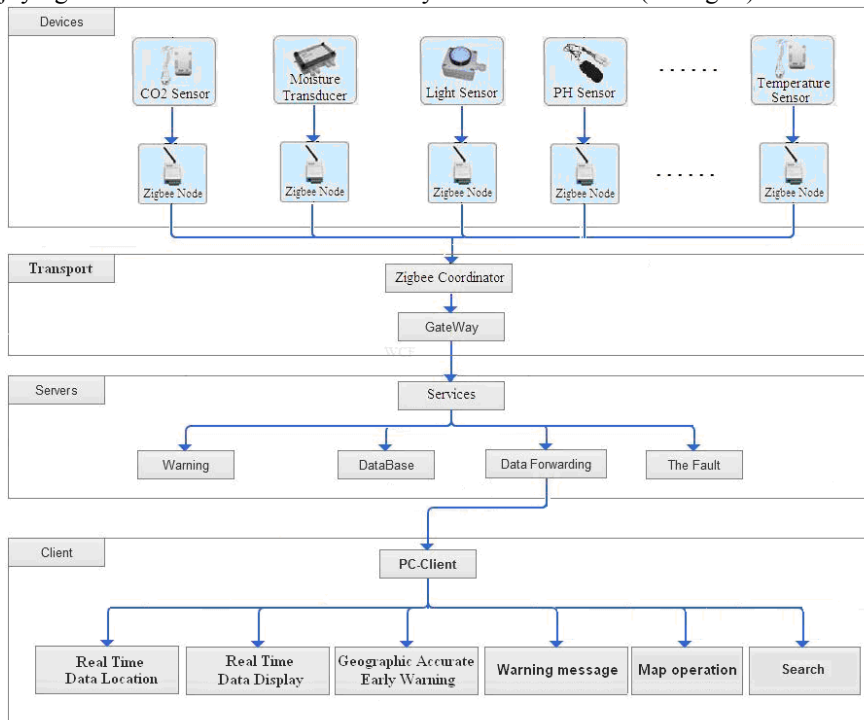 Devices
CO2 Sensor
Moisture
Transducer
Light Sensor
PH Sensor
......
Temperature
Sensor
Zigbee Node
Zigbee Node
Zigbee Node
Zigbee Node
......
Zigbee Node
Transport
Zigbee Coordinator
GateWay
WCF
Servers
Services
Warning
DataBase
Data Forwarding
The Fault
Client
PC-Client
Real Time
Data Location
Real Time
Data Display
Geographic Accurate
Early Warning
Warning message
Map operation
Search